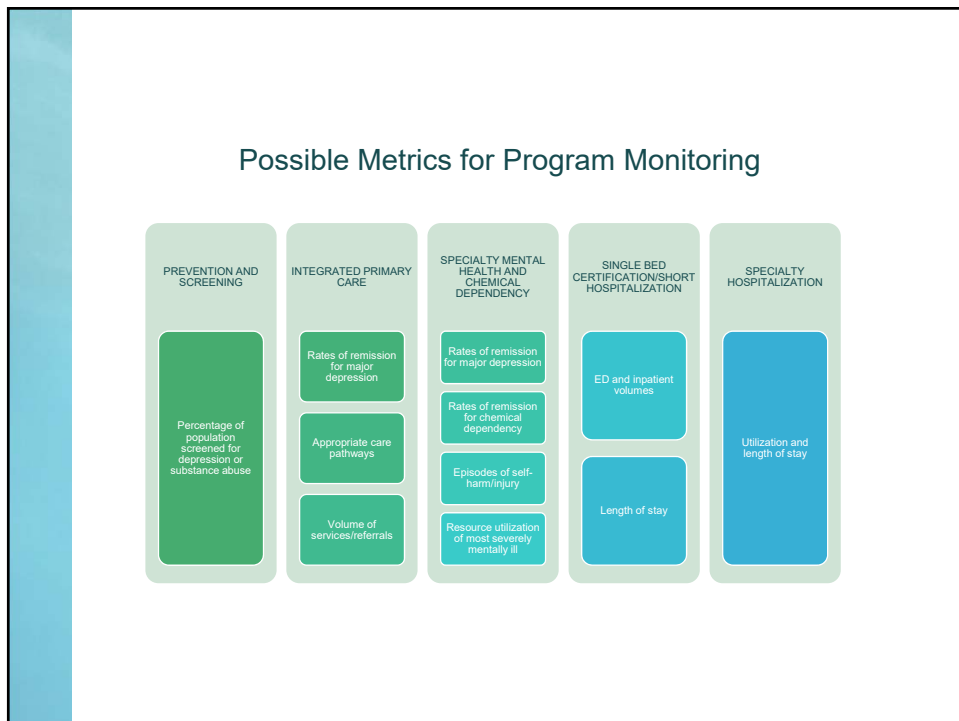 Possible Metrics for Program Monitoring
PREVENTION AND
SCREENING
Percentage of
population
screened for
depression or
substance abuse
INTEGRATED PRIMARY
CARE
Rates of remission
for major
depression
Appropriate care
pathways
Volume of
services/referrals
SPECIALTY MENTAL
HEALTH AND
CHEMICAL
DEPENDENCY
Rates of remission
for major depression
Rates of remission
for chemical
dependency
Episodes of self-
harm/injury
Resource utilization
of most severely
mentally ill
SINGLE BED
CERTIFICATION/SHORT
HOSPITALIZATION
ED and inpatient
volumes
Length of stay
SPECIALTY
HOSPITALIZATION
Utilization and
length of stay